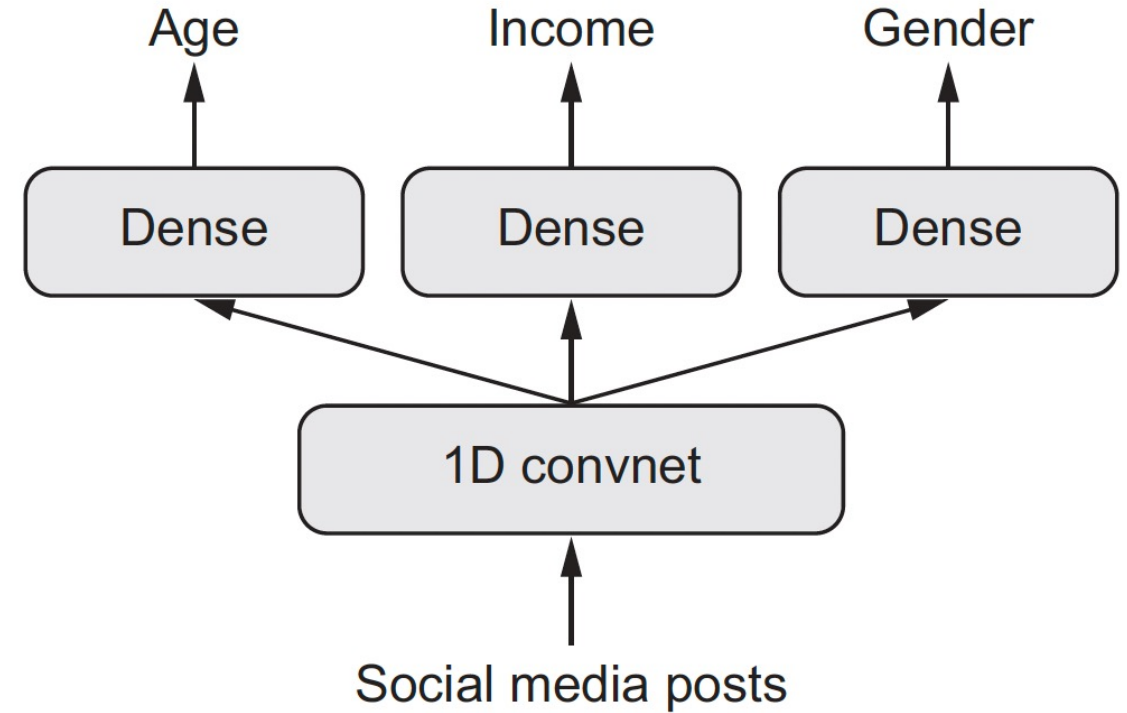 Age Income Gender
Dense Dense Dense
1D convnet
Social media posts